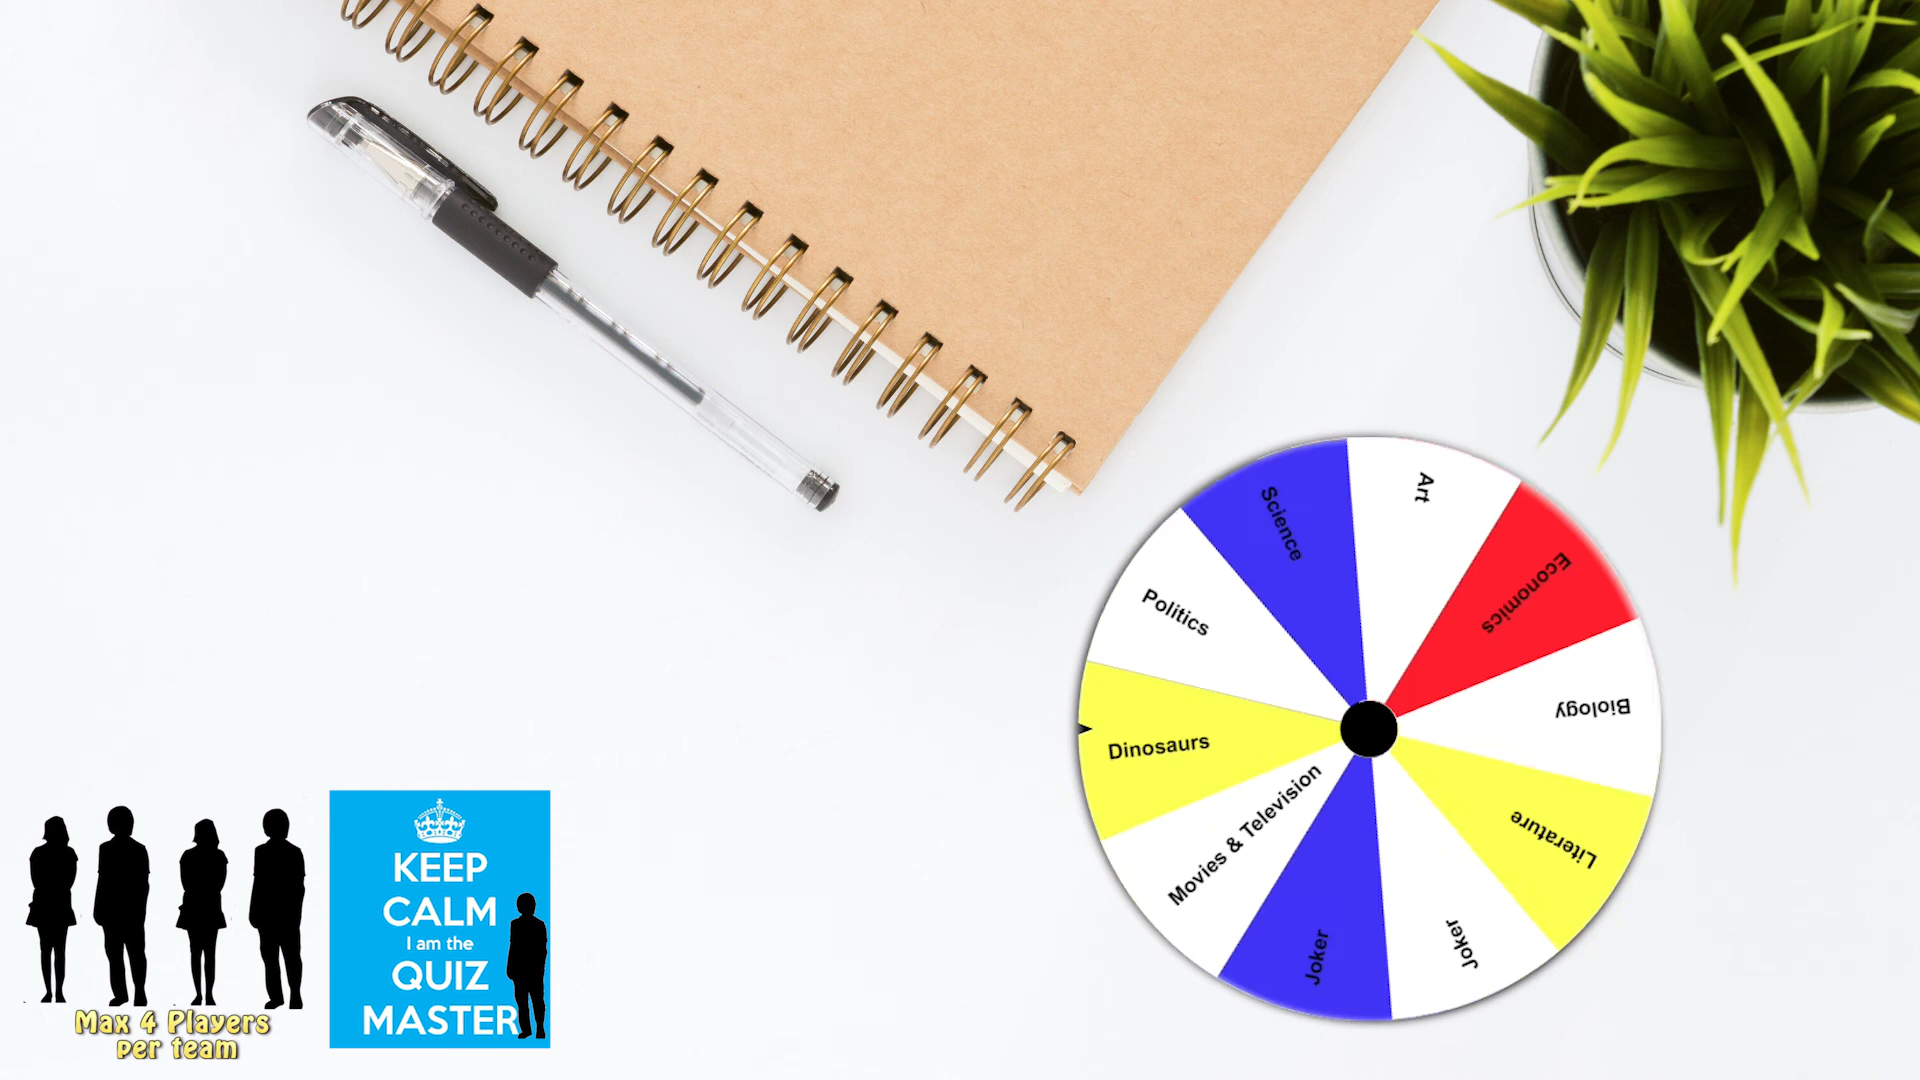 Science
Art
Economics
Politics
Biology
Dinosaurs
Literature
Movies & Television
Joker
Joker
KEEP
CALM
I am the
QUIZ
MASTER
Max 4 Players
per team